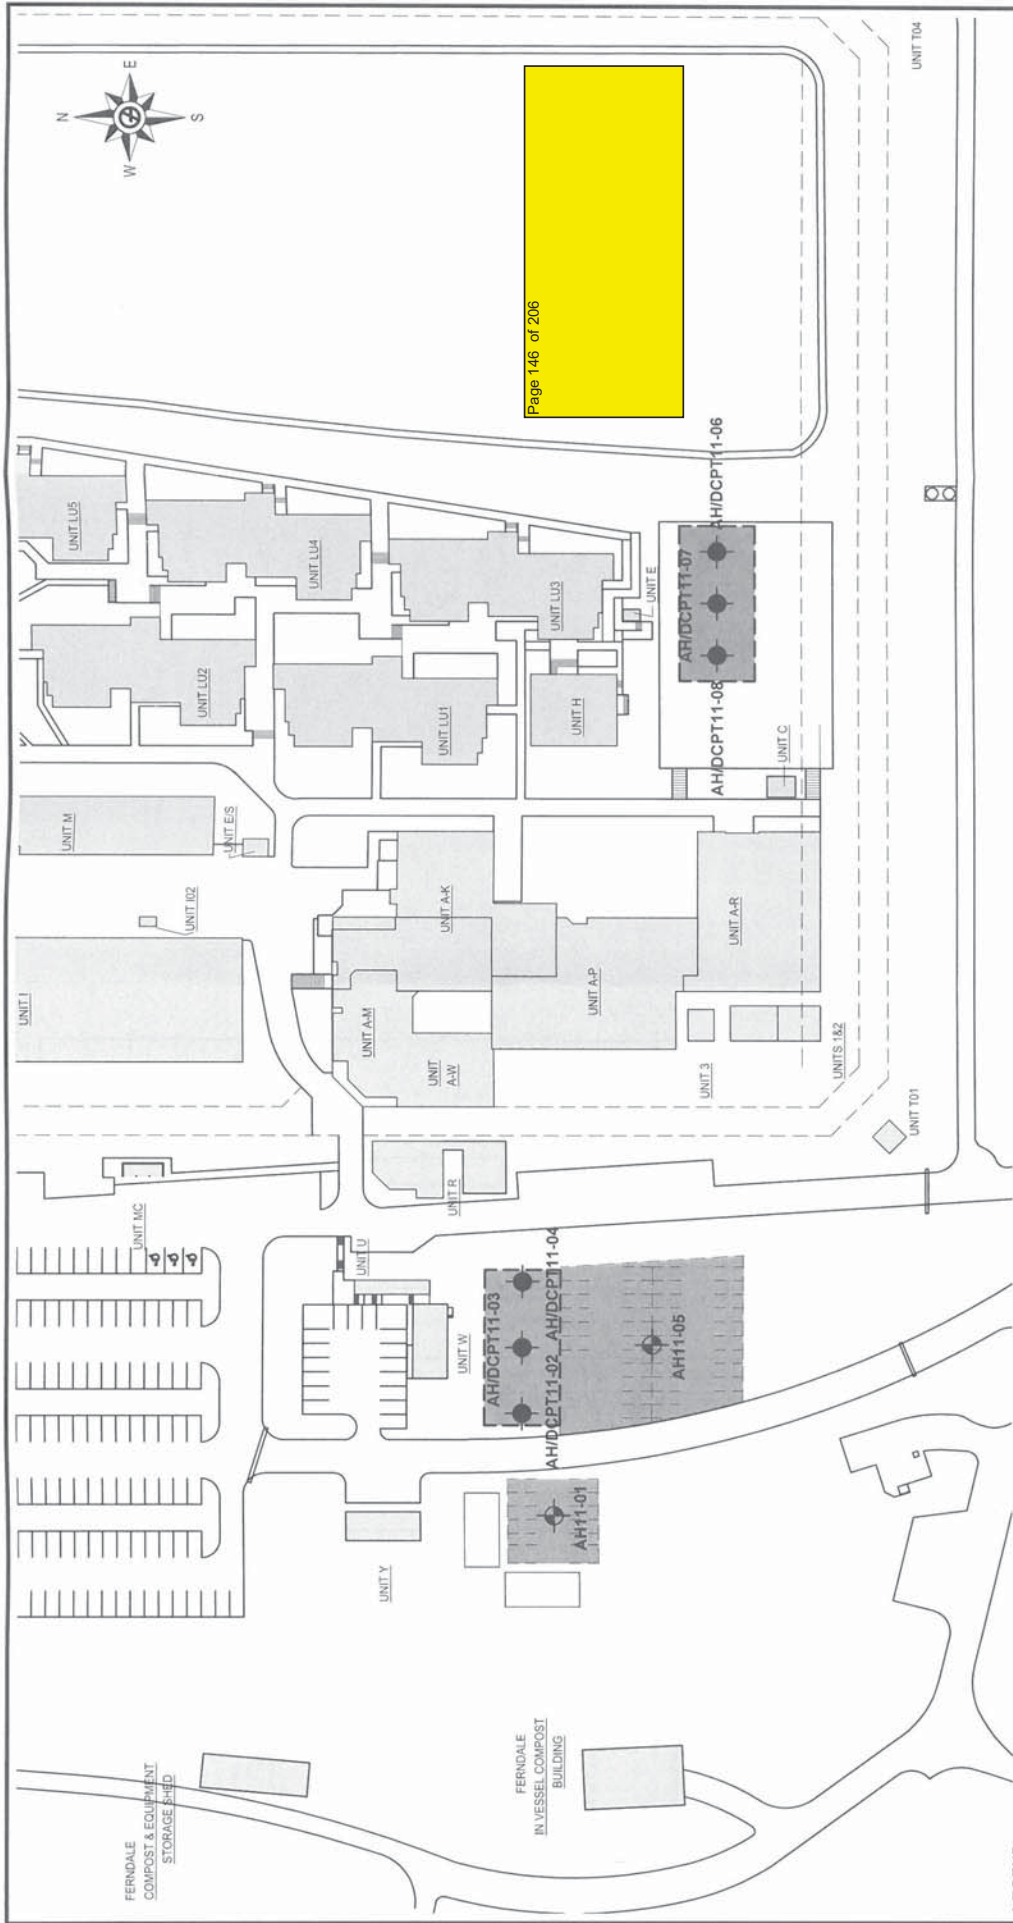 N
E
S
W
UNIT T04
Page 146 of 206
UNIT LU5
UNIT LU4
UNIT LU3
UNIT E
UNIT LU2
UNIT LU1
UNIT H
AH/DCPT11-06
AH/DCPT11-07
AH/DCPT11-08
UNIT C
UNIT M
UNIT E/S
UNIT I02
UNIT I
UNIT A-K
UNIT A-M
UNIT
A-W
UNIT A-P
UNIT A-R
UNIT 3
UNITS 1&2
UNIT T01
UNIT MC
UNIT R
UNIT U
UNIT W
AH/DCPT11-03
AH/DCPT11-02
AH/DCPT11-04
AH11-05
AH11-01
UNIT Y
FERNDALE
COMPOST & EQUIPMENT
STORAGE SHED
FERNDALE
IN VESSEL COMPOST
BUILDING